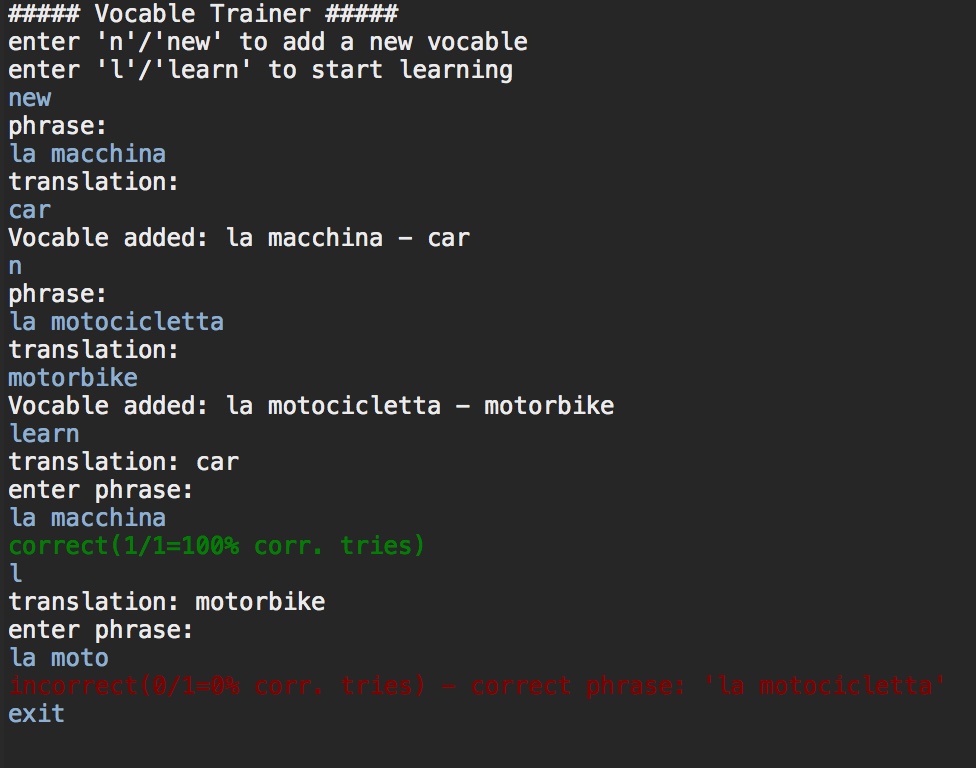 ##### Vocable Trainer #####
enter 'n'/'new' to add a new vocable
enter 'l'/'learn' to start learning
new
phrase:
la macchina
translation:
car
Vocable added: la macchina – car
n
phrase:
la motocicletta
translation:
motorbike
Vocable added: la motocicletta – motorbike
learn
translation: car
enter phrase:
la macchina
correct(1/1=100% corr. tries)
l
translation: motorbike
enter phrase:
la moto
incorrect(0/1=0% corr. tries) – correct phrase: 'la motocicletta'
exit